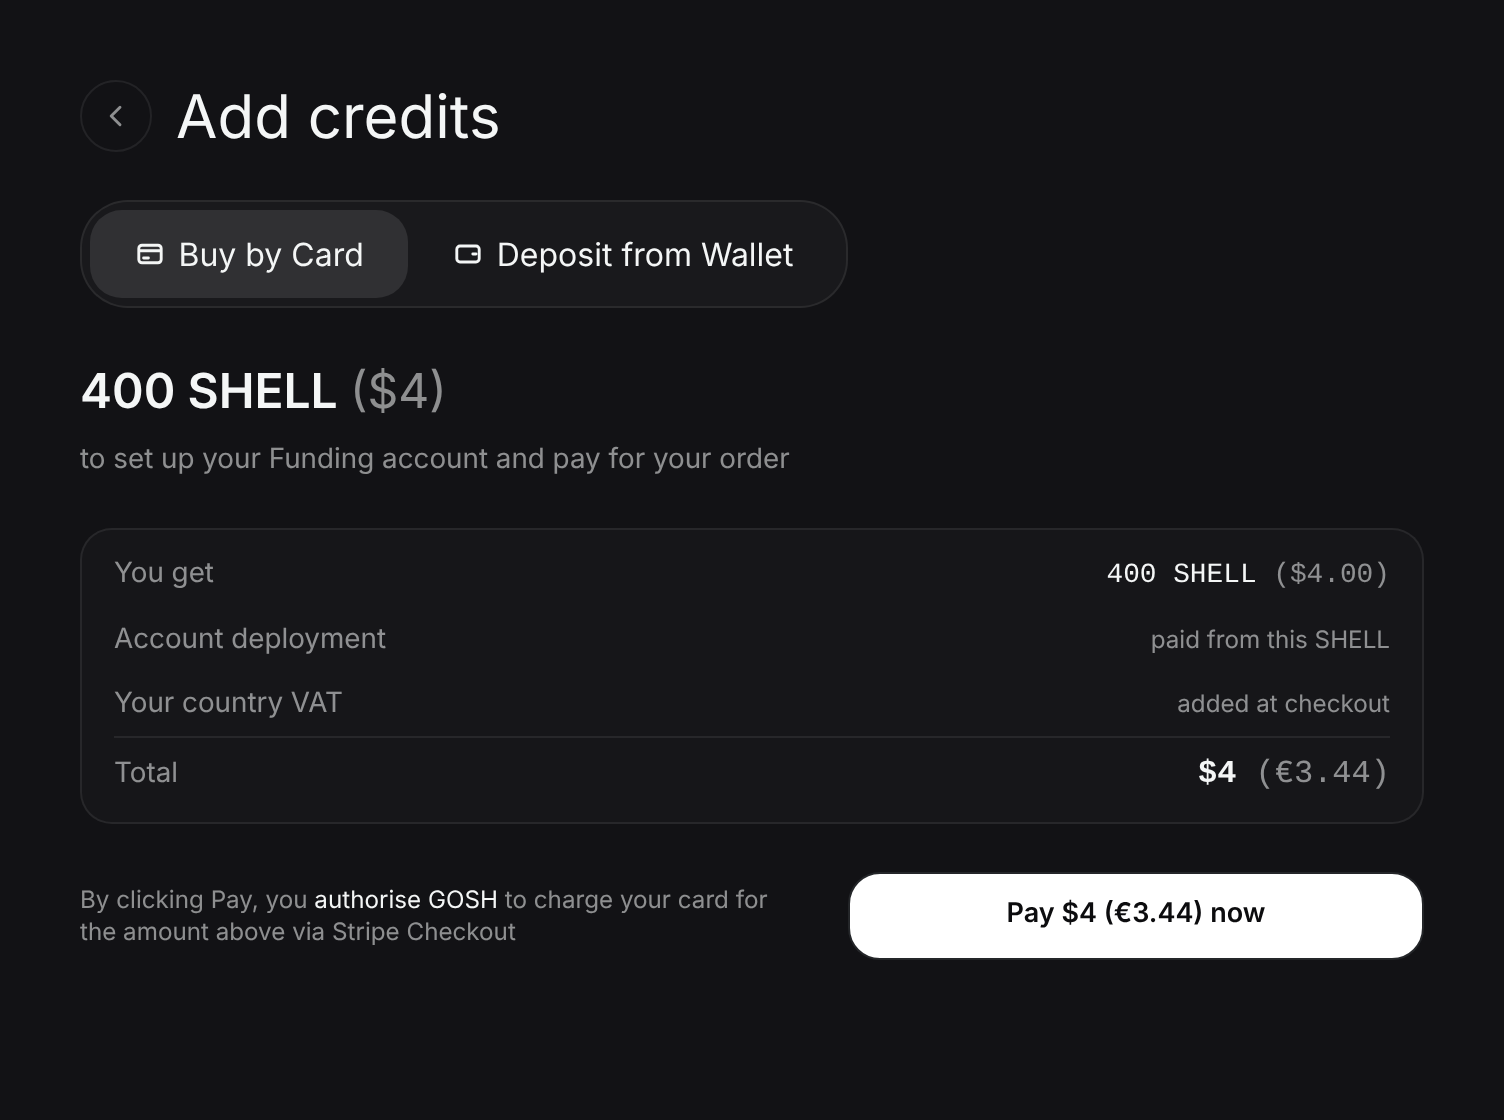 Add credits
Buy by Card
Deposit from Wallet
400 SHELL ($4)
to set up your Funding account and pay for your order
You get 400 SHELL ($4.00)
Account deployment paid from this SHELL
Your country VAT added at checkout
Total $4 (€3.44)
By clicking Pay, you authorise GOSH to charge your card for
the amount above via Stripe Checkout
Pay $4 (€3.44) now